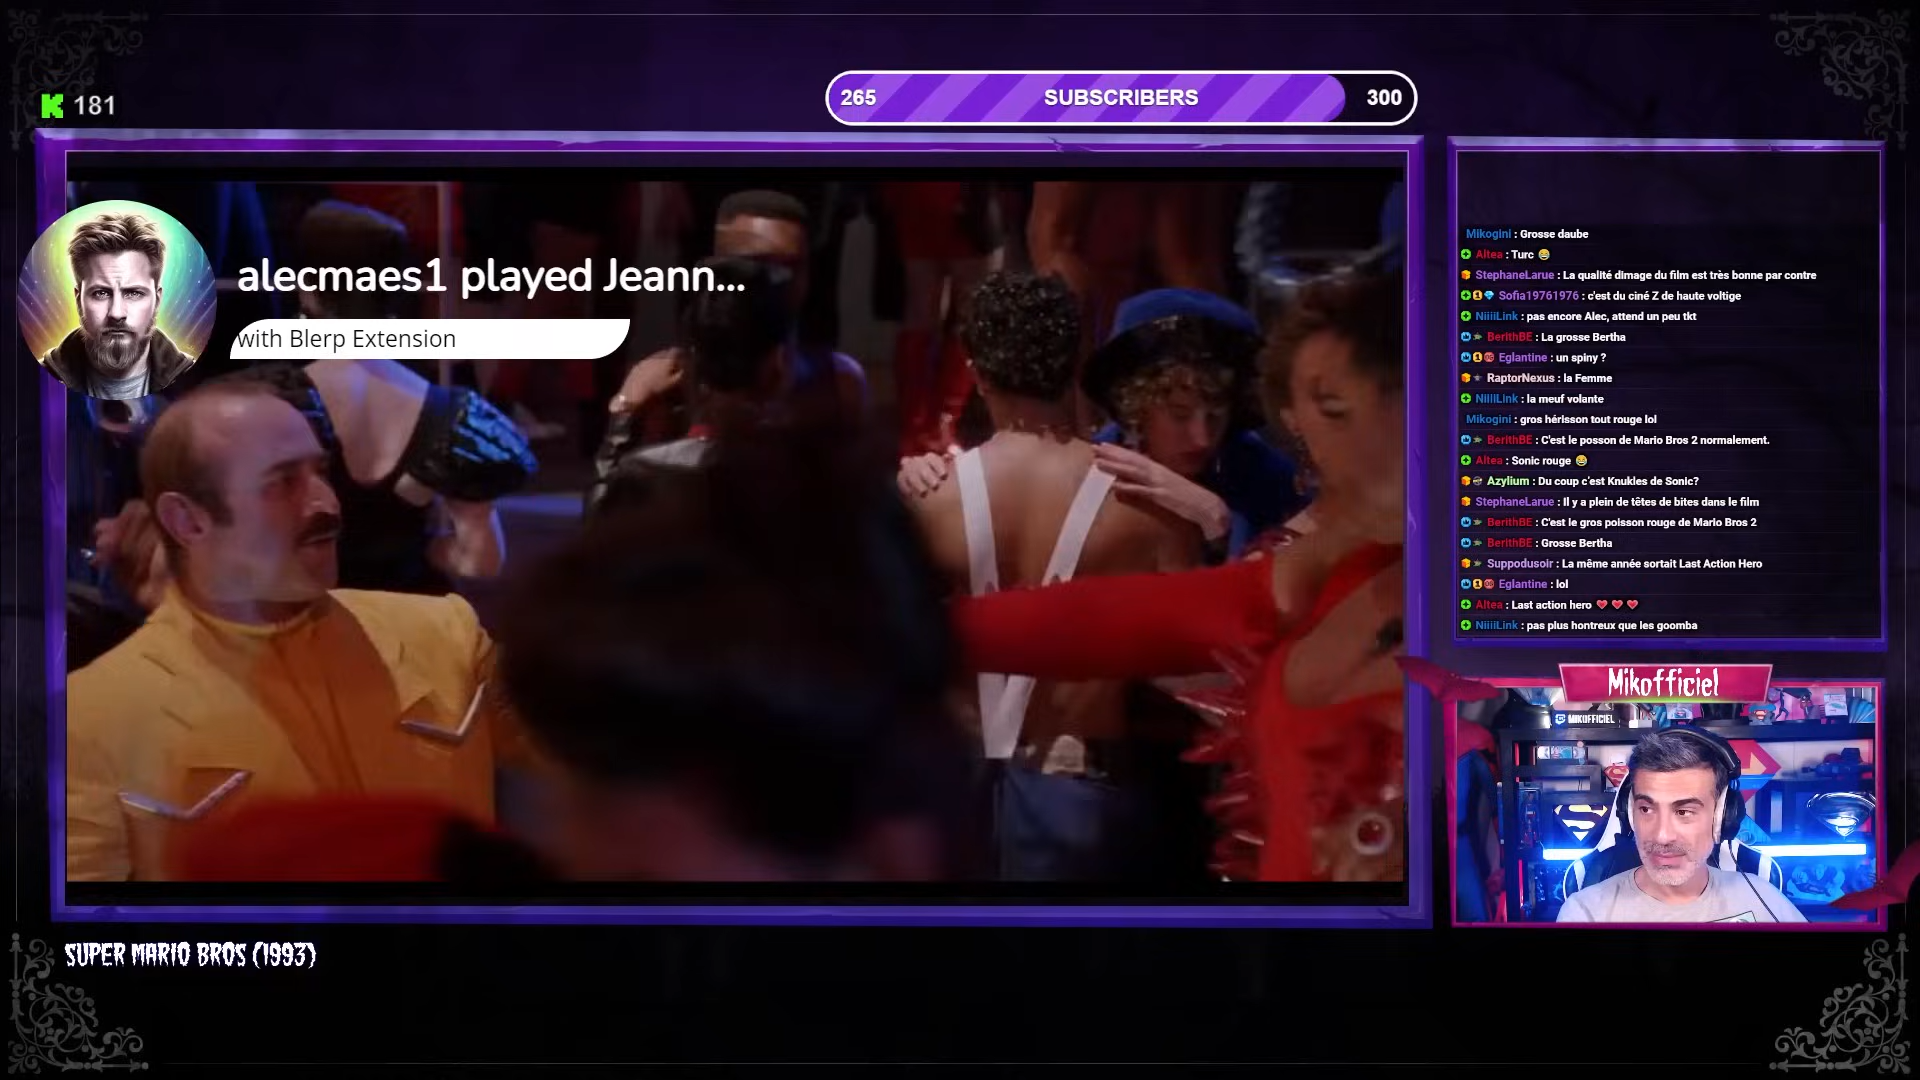 181
265 SUBSCRIBERS 300
alecmaes1 played Jeann...
with Blerp Extension
Mikogini : Grosse daube
Altea : Turc 😂
StephaneLarue : La qualité dimage du film est très bonne par contre
Sofia19761976 : c'est du ciné Z de haute voltige
NiiiiLink : pas encore Alec, attend un peu tkt
BerithBE : La grosse Bertha
Eglantine : un spiny ?
RaptorNexus : la Femme
NiiiiLink : la meuf volante
Mikogini : gros hérisson tout rouge lol
BerithBE : C'est le posson de Mario Bros 2 normalement.
Altea : Sonic rouge 😂
Azylium : Du coup c'est Knukles de Sonic?
StephaneLarue : Il y a plein de têtes de bites dans le film
BerithBE : C'est le gros poisson rouge de Mario Bros 2
BerithBE : Grosse Bertha
Suppodusoir : La même année sortait Last Action Hero
Eglantine : lol
Altea : Last action hero ❤️ ❤️ ❤️
NiiiiLink : pas plus hontreux que les goomba
Mikofficiel
MIKOFFICIEL
SUPER MARIO BROS (1993)